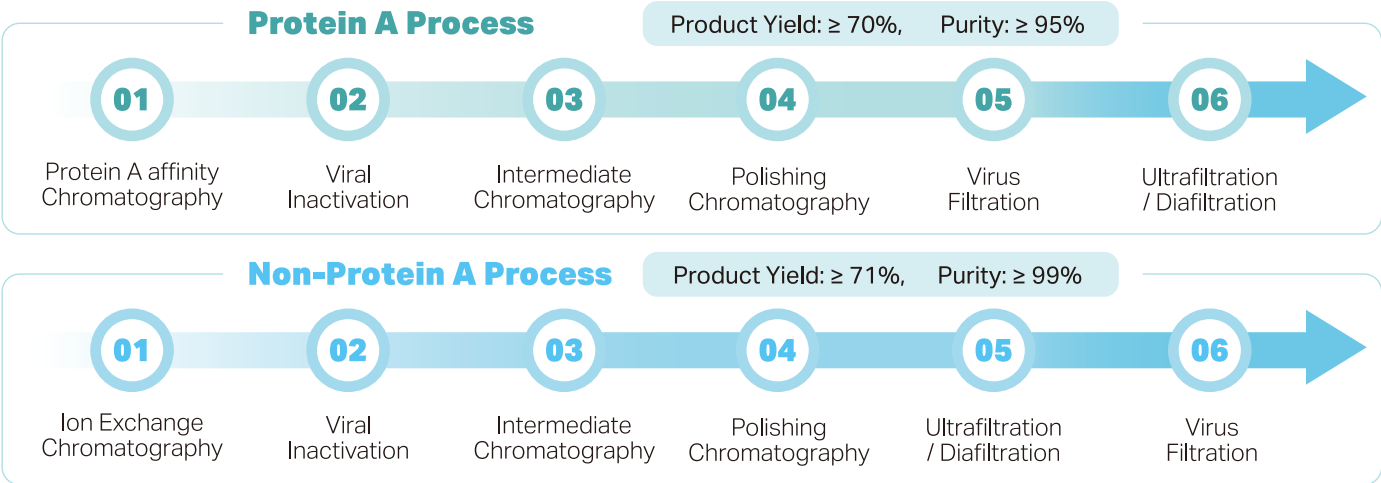 Protein A Process
Product Yield: ≥ 70%, Purity: ≥ 95%
01 02 03 04 05 06
Protein A affinity
Chromatography
Viral
Inactivation
Intermediate
Chromatography
Polishing
Chromatography
Virus
Filtration
Ultrafiltration
/ Diafiltration
Non-Protein A Process
Product Yield: ≥ 71%, Purity: ≥ 99%
01 02 03 04 05 06
Ion Exchange
Chromatography
Viral
Inactivation
Intermediate
Chromatography
Polishing
Chromatography
Ultrafiltration
/ Diafiltration
Virus
Filtration